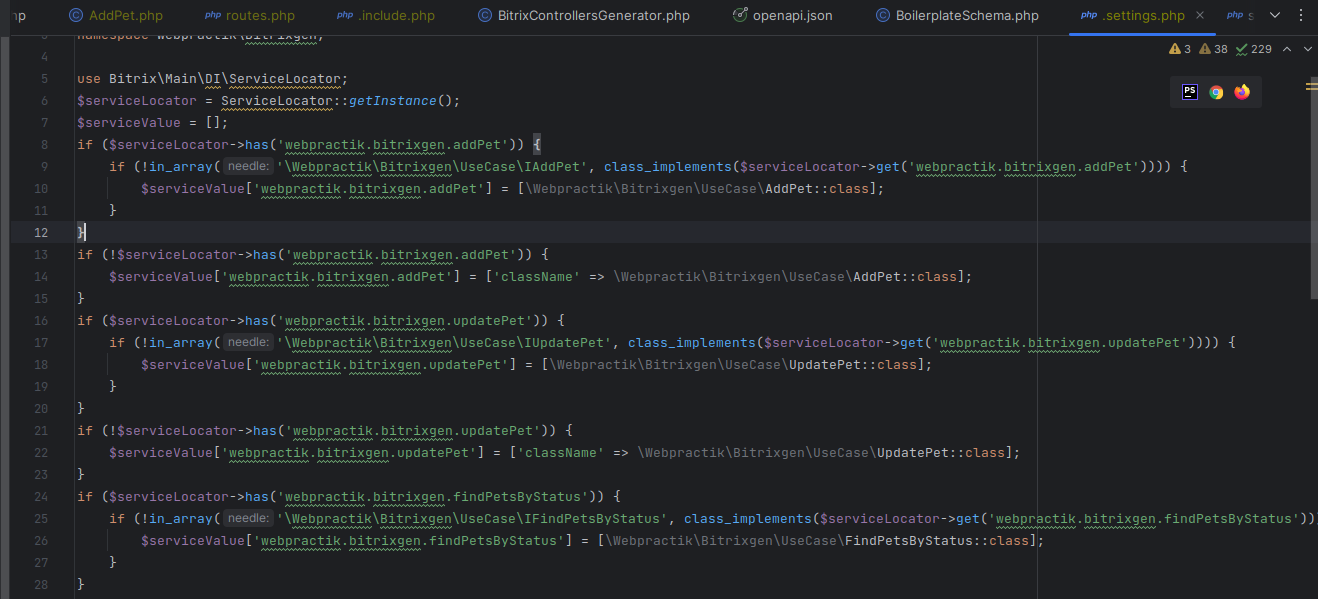 np AddPet.php php routes.php php .include.php BitrixControllersGenerator.php openapi.json BoilerplateSchema.php php .settings.php × php s
3 namespace Webpractik\Bitrixgen;
4
3 38 229
5 use Bitrix\Main\DI\ServiceLocator;
6 $serviceLocator = ServiceLocator::getInstance();
7 $serviceValue = [];
8 if ($serviceLocator->has('webpractik.bitrixgen.addPet')) {
9 if (!in_array( needle: '\Webpractik\Bitrixgen\UseCase\IAddPet', class_implements($serviceLocator->get('webpractik.bitrixgen.addPet')))) {
10 $serviceValue['webpractik.bitrixgen.addPet'] = [\Webpractik\Bitrixgen\UseCase\AddPet::class];
11 }
12 }
13 if (!$serviceLocator->has('webpractik.bitrixgen.addPet')) {
14 $serviceValue['webpractik.bitrixgen.addPet'] = ['className' => \Webpractik\Bitrixgen\UseCase\AddPet::class];
15 }
16 if ($serviceLocator->has('webpractik.bitrixgen.updatePet')) {
17 if (!in_array( needle: '\Webpractik\Bitrixgen\UseCase\IUpdatePet', class_implements($serviceLocator->get('webpractik.bitrixgen.updatePet')))) {
18 $serviceValue['webpractik.bitrixgen.updatePet'] = [\Webpractik\Bitrixgen\UseCase\UpdatePet::class];
19 }
20 }
21 if (!$serviceLocator->has('webpractik.bitrixgen.updatePet')) {
22 $serviceValue['webpractik.bitrixgen.updatePet'] = ['className' => \Webpractik\Bitrixgen\UseCase\UpdatePet::class];
23 }
24 if ($serviceLocator->has('webpractik.bitrixgen.findPetsByStatus')) {
25 if (!in_array( needle: '\Webpractik\Bitrixgen\UseCase\IFindPetsByStatus', class_implements($serviceLocator->get('webpractik.bitrixgen.findPetsByStatus'))
26 $serviceValue['webpractik.bitrixgen.findPetsByStatus'] = [\Webpractik\Bitrixgen\UseCase\FindPetsByStatus::class];
27 }
28 }